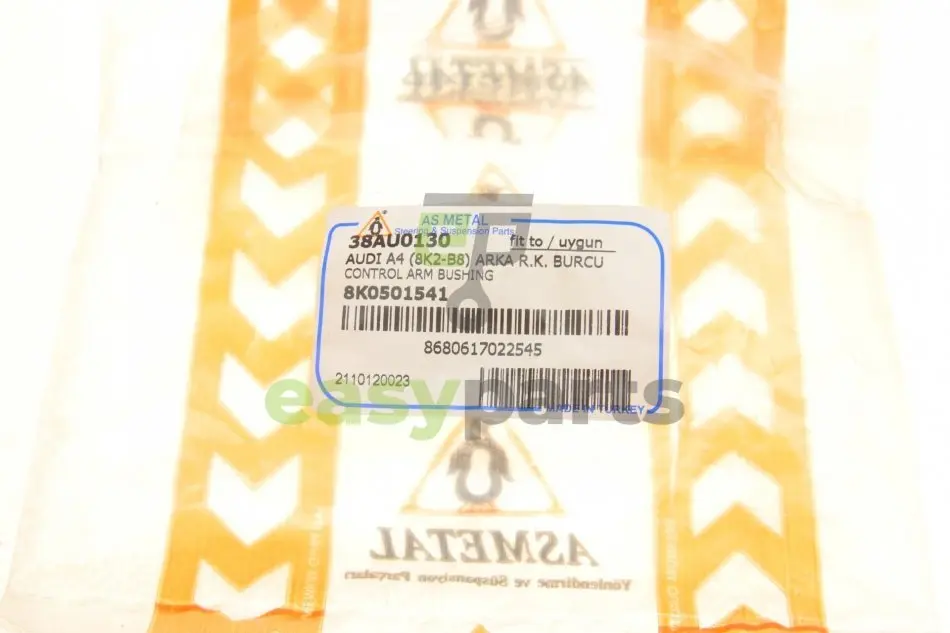 ASMETAL
AS METAL
Steering & Suspension Parts
38AU0130 fit to / uygun
AUDI A4 (8K2-B8) ARKA R.K. BURCU
CONTROL ARM BUSHING
8K0501541
8680617022545
2110120023
MADE IN TURKEY
easyparts
ASMETAL
Yönlendirme ve Süspansiyon Parçaları